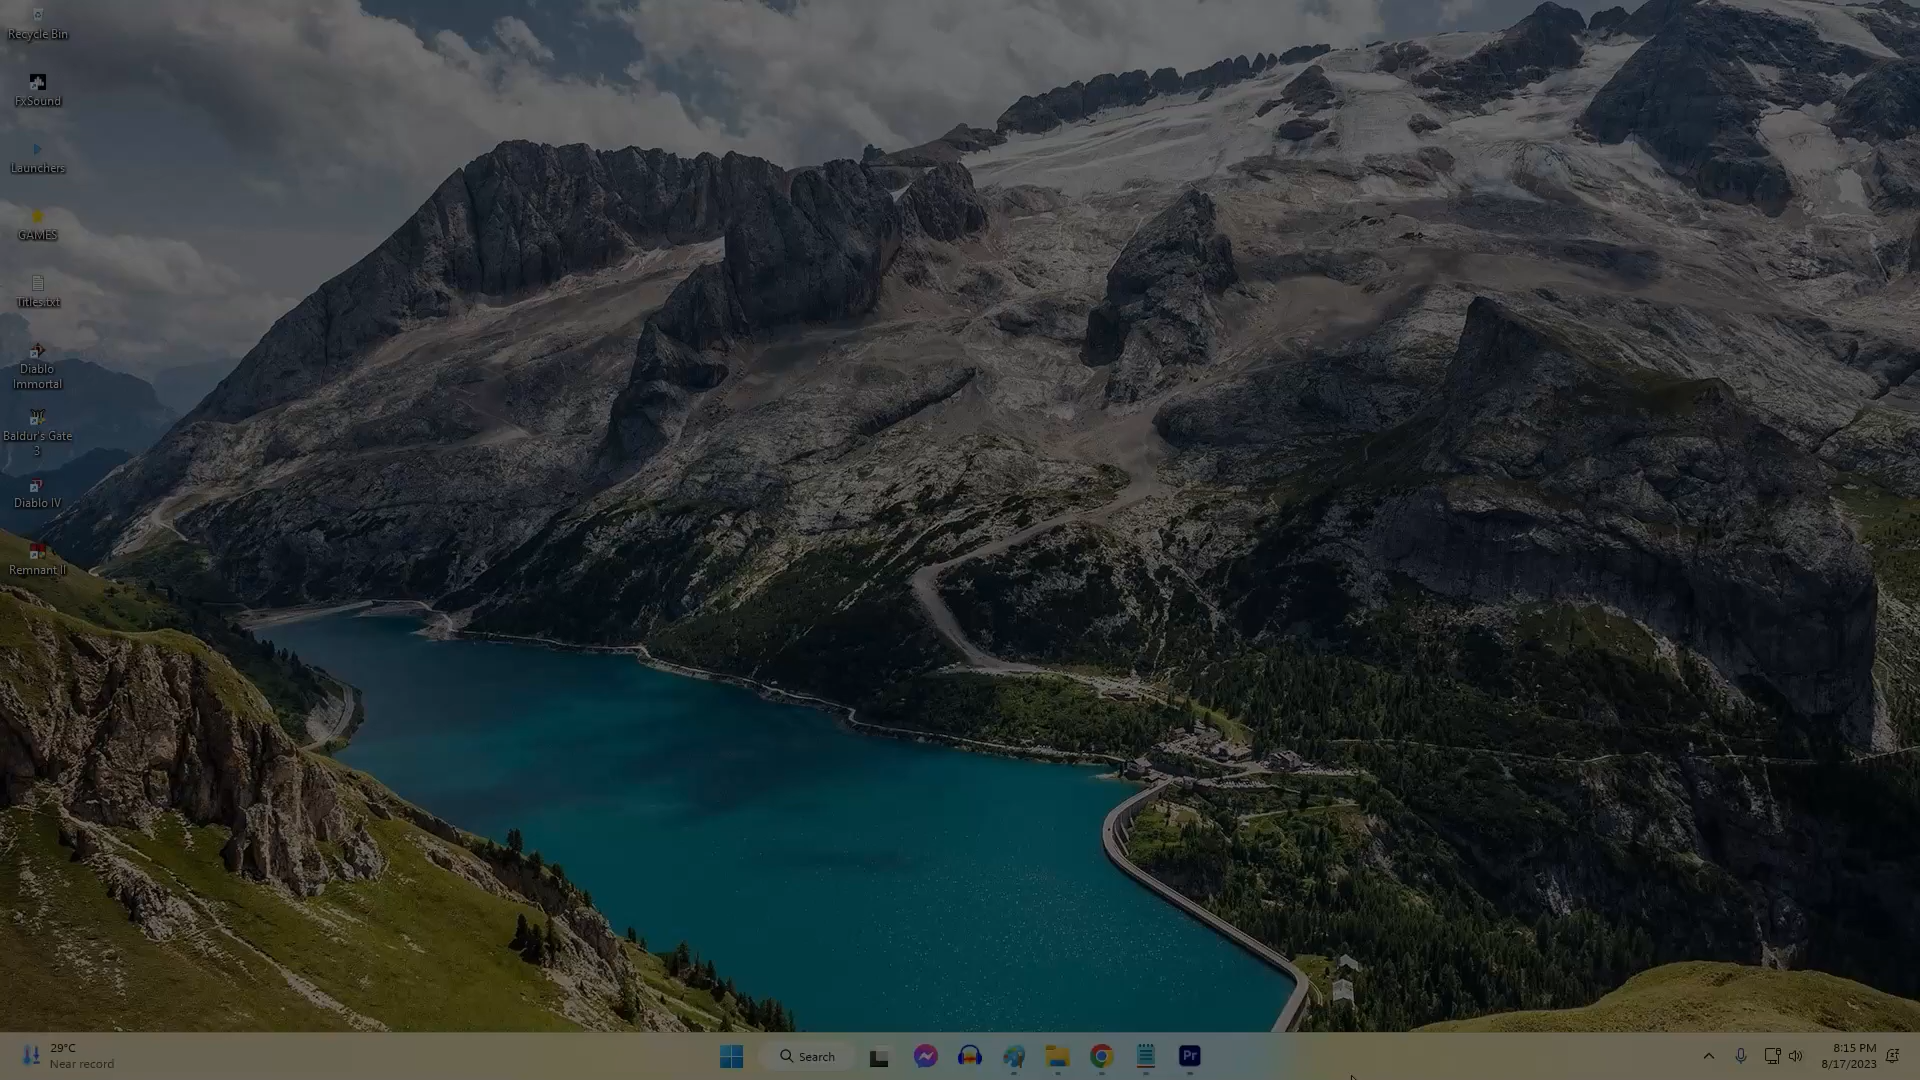 Recycle Bin
FxSound
Launchers
GAMES
Titles.txt
Diablo
Immortal
Baldur's Gate
3
Diablo IV
Remnant II
29°C
Near record
Search
Pr
8:15 PM
8/17/2023